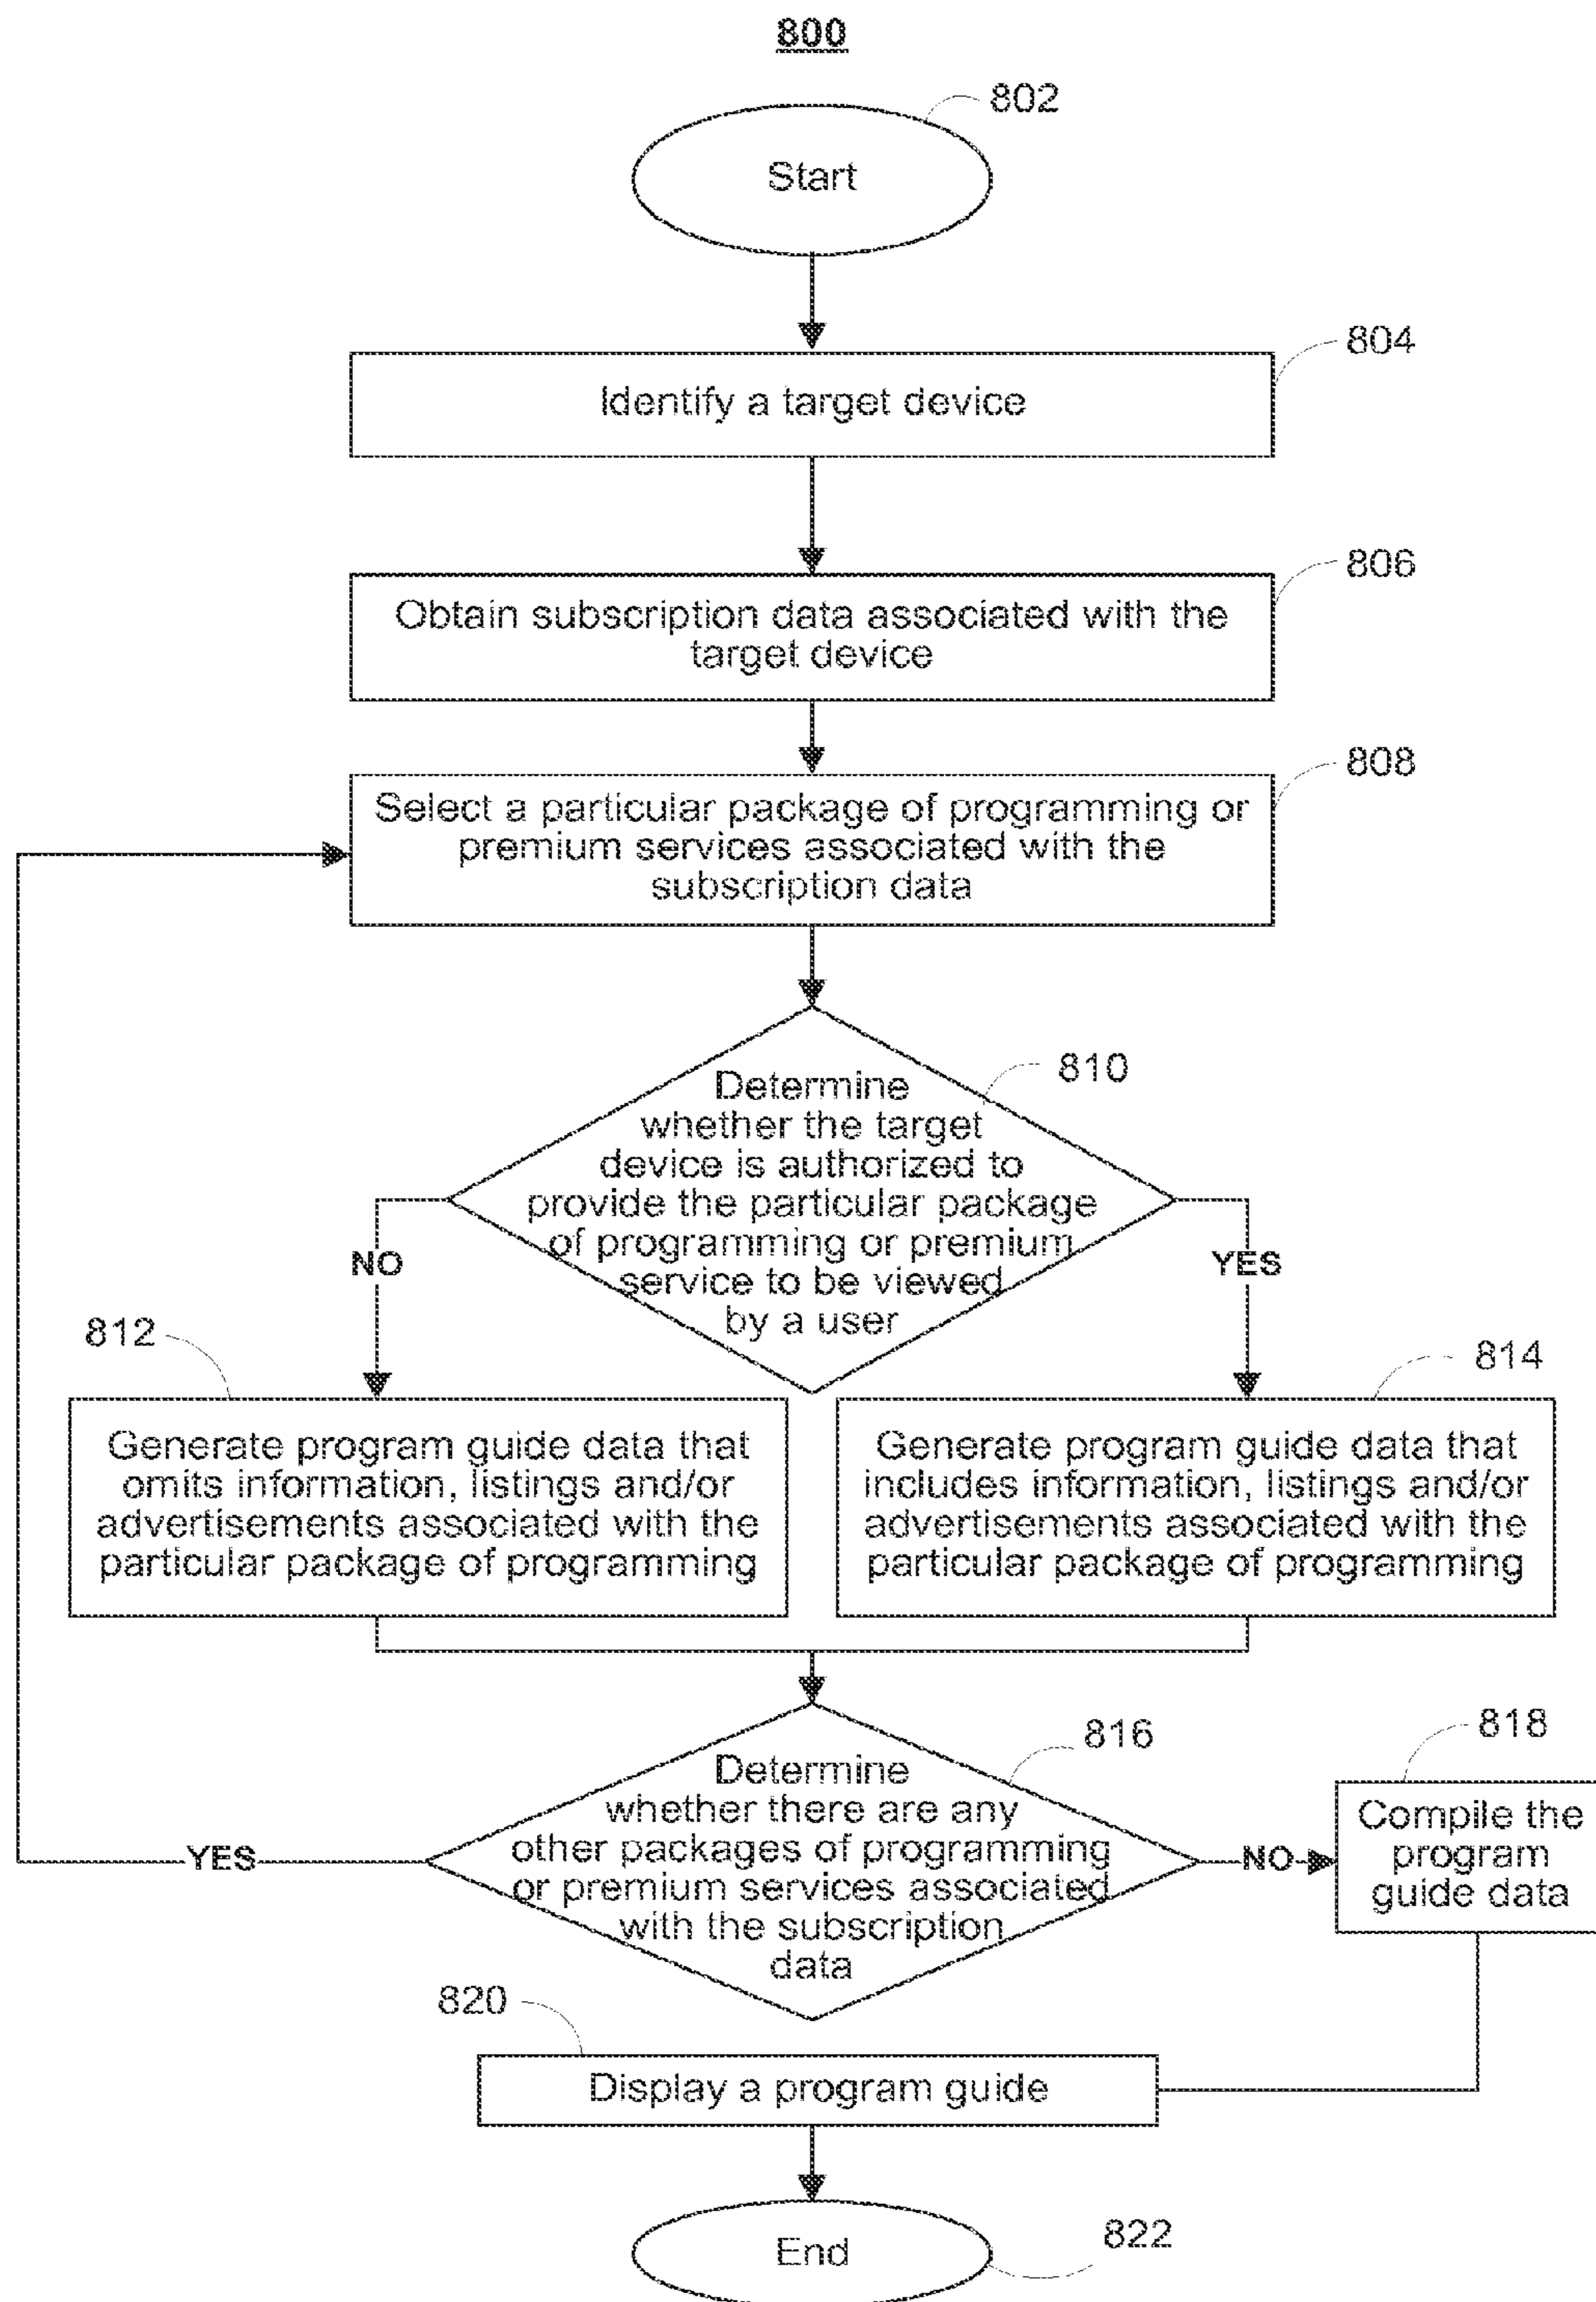 800
802
Start
804
Identify a target device
806
Obtain subscription data associated with the
target device
808
Select a particular package of programming or
premium services associated with the
subscription data
810
Determine
whether the target
device is authorized to
provide the particular package
of programming or premium
service to be viewed
by a user
NO
YES
812
814
Generate program guide data that
omits information, listings and/or
advertisements associated with the
particular package of programming
Generate program guide data that
includes information, listings and/or
advertisements associated with the
particular package of programming
816
818
Determine
whether there are any
other packages of programming
or premium services associated
with the subscription
data
YES
NO
Compile the
program
guide data
820
Display a program guide
End
822